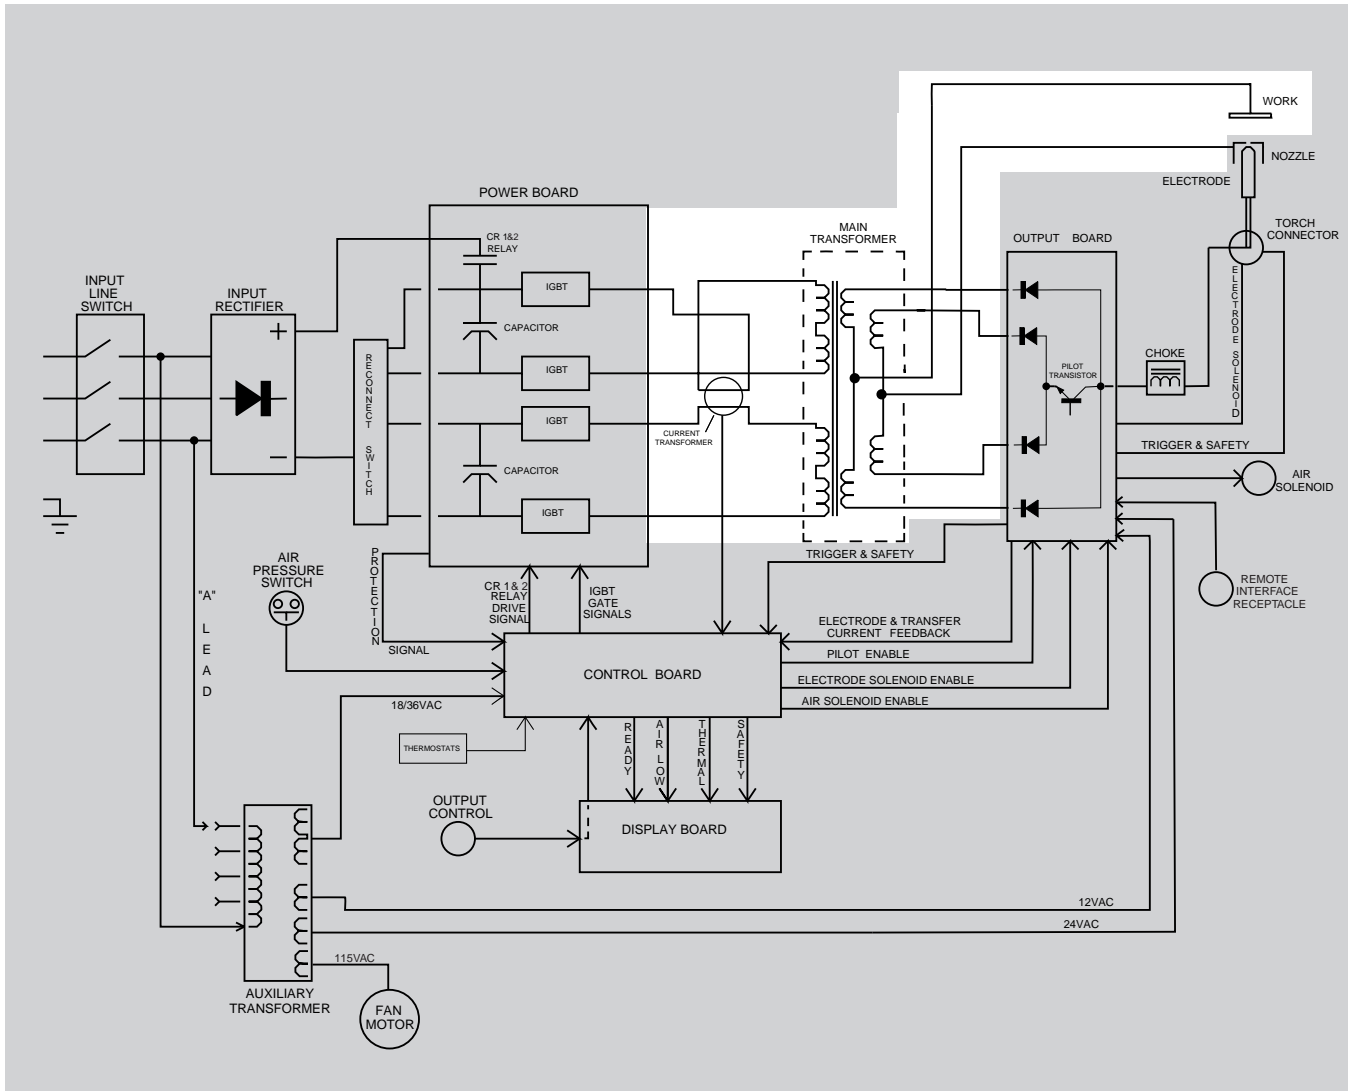 WORK
NOZZLE
ELECTRODE
TORCH
CONNECTOR
POWER BOARD
MAIN
TRANSFORMER
OUTPUT BOARD
CR 1&2
RELAY
INPUT
LINE
SWITCH
INPUT
RECTIFIER
+
−
IGBT
CAPACITOR
IGBT
IGBT
CAPACITOR
IGBT
RECONNECT SWITCH
CURRENT
TRANSFORMER
PILOT
TRANSISTOR
CHOKE
ELECTRODE SOLENOID
TRIGGER & SAFETY
AIR
SOLENOID
TRIGGER & SAFETY
REMOTE
INTERFACE
RECEPTACLE
AIR
PRESSURE
SWITCH
"A" LEAD
PROTECTION
SIGNAL
CR 1 & 2
RELAY
DRIVE
SIGNAL
IGBT
GATE
SIGNALS
ELECTRODE & TRANSFER
CURRENT FEEDBACK
PILOT ENABLE
ELECTRODE SOLENOID ENABLE
AIR SOLENOID ENABLE
CONTROL BOARD
18/36VAC
THERMOSTATS
READY
AIR LOW
THERMAL
SAFETY
OUTPUT
CONTROL
DISPLAY BOARD
12VAC
24VAC
115VAC
AUXILIARY
TRANSFORMER
FAN
MOTOR